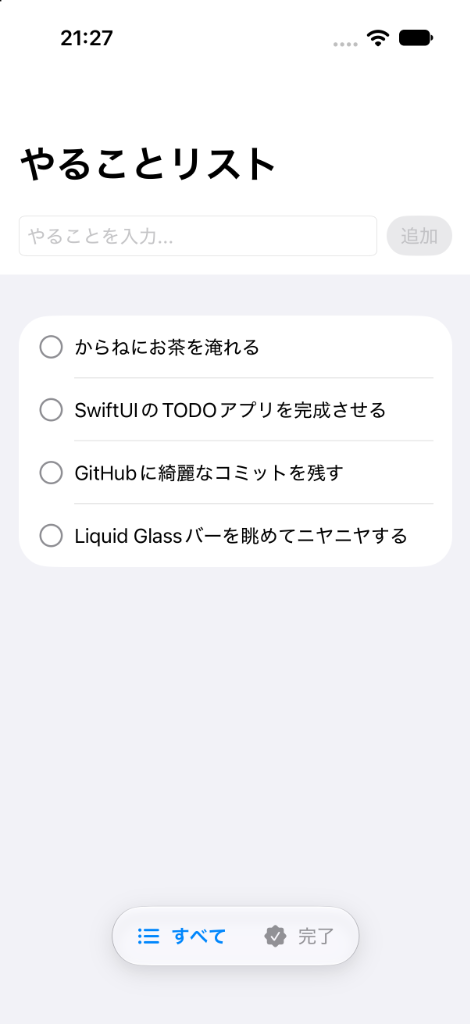 21:27
やることリスト
やることを入力...
追加
からねにお茶を淹れる
SwiftUIのTODOアプリを完成させる
GitHubに綺麗なコミットを残す
Liquid Glassバーを眺めてニヤニヤする
すべて
完了